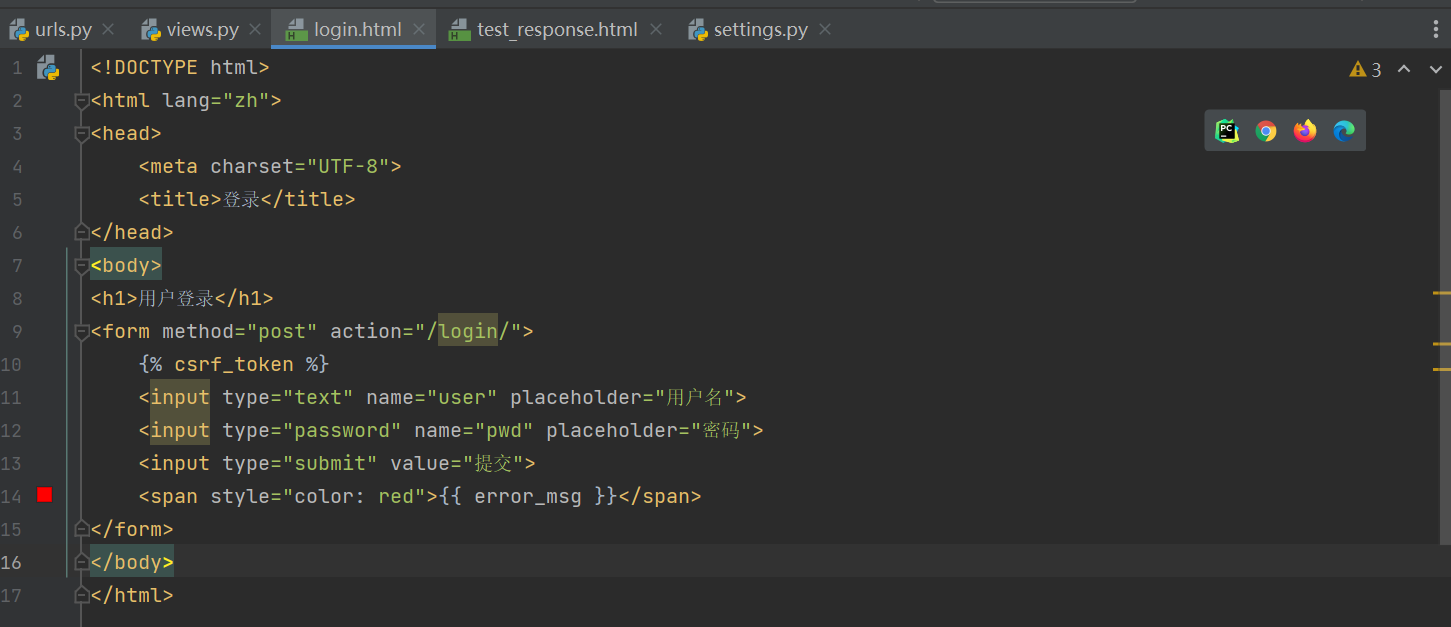 urls.py views.py login.html test_response.html settings.py
1 <!DOCTYPE html> 3
2 <html lang="zh">
3 <head>
4     <meta charset="UTF-8">
5     <title>登录</title>
6 </head>
7 <body>
8 <h1>用户登录</h1>
9 <form method="post" action="/login/">
10     {% csrf_token %}
11     <input type="text" name="user" placeholder="用户名">
12     <input type="password" name="pwd" placeholder="密码">
13     <input type="submit" value="提交">
14     <span style="color: red">{{ error_msg }}</span>
15 </form>
16 </body>
17 </html>